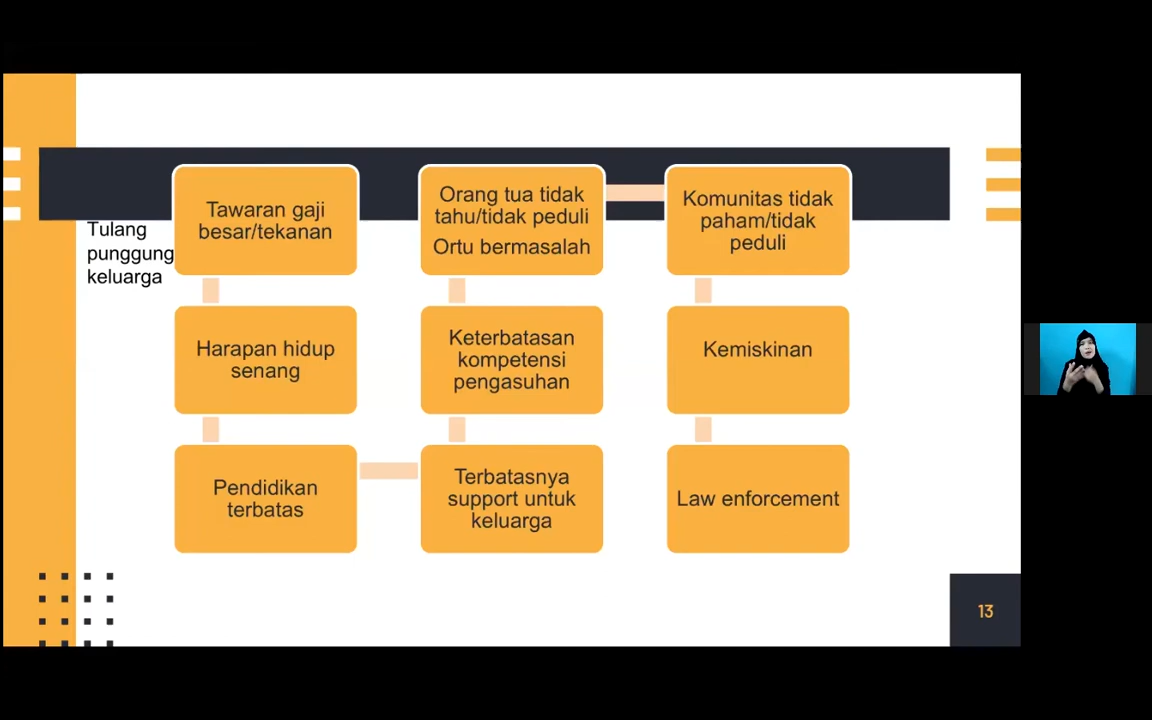 Tulang
punggung
keluarga
Tawaran gaji
besar/tekanan
Harapan hidup
senang
Pendidikan
terbatas
Terbatasnya
support untuk
keluarga
Keterbatasan
kompetensi
pengasuhan
Orang tua tidak
tahu/tidak peduli
Ortu bermasalah
Komunitas tidak
paham/tidak
peduli
Kemiskinan
Law enforcement
13